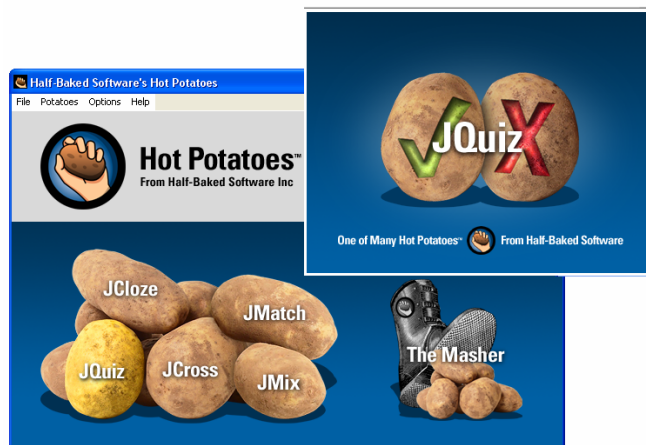 Half-Baked Software's Hot Potatoes
File Potatoes Options Help
Hot Potatoes™
From Half-Baked Software Inc
JCloze
JMatch
JQuiz
JCross
JMix
The Masher
JQuiz
One of Many Hot Potatoes™ From Half-Baked Software